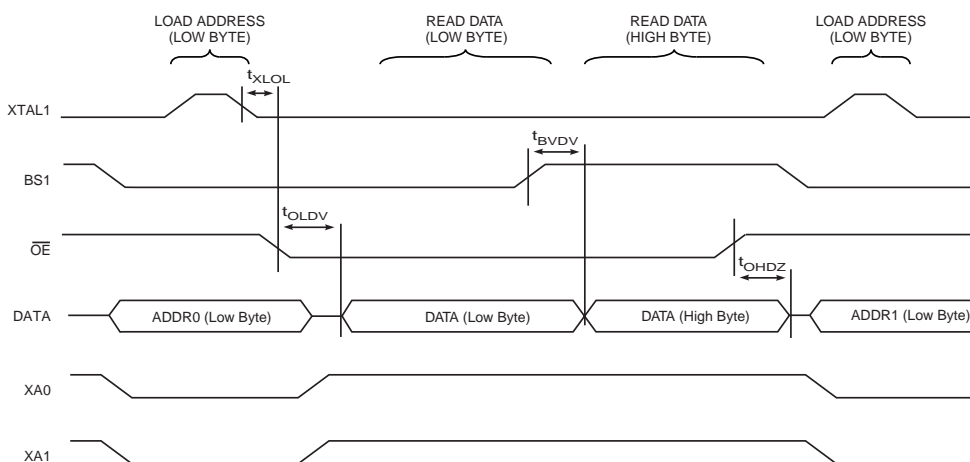 LOAD ADDRESS
(LOW BYTE)
READ DATA
(LOW BYTE)
READ DATA
(HIGH BYTE)
LOAD ADDRESS
(LOW BYTE)
tXLOL
XTAL1
tBVDV
BS1
tOLDV
OE
tOHDZ
DATA
ADDR0 (Low Byte)
DATA (Low Byte)
DATA (High Byte)
ADDR1 (Low Byte)
XA0
XA1